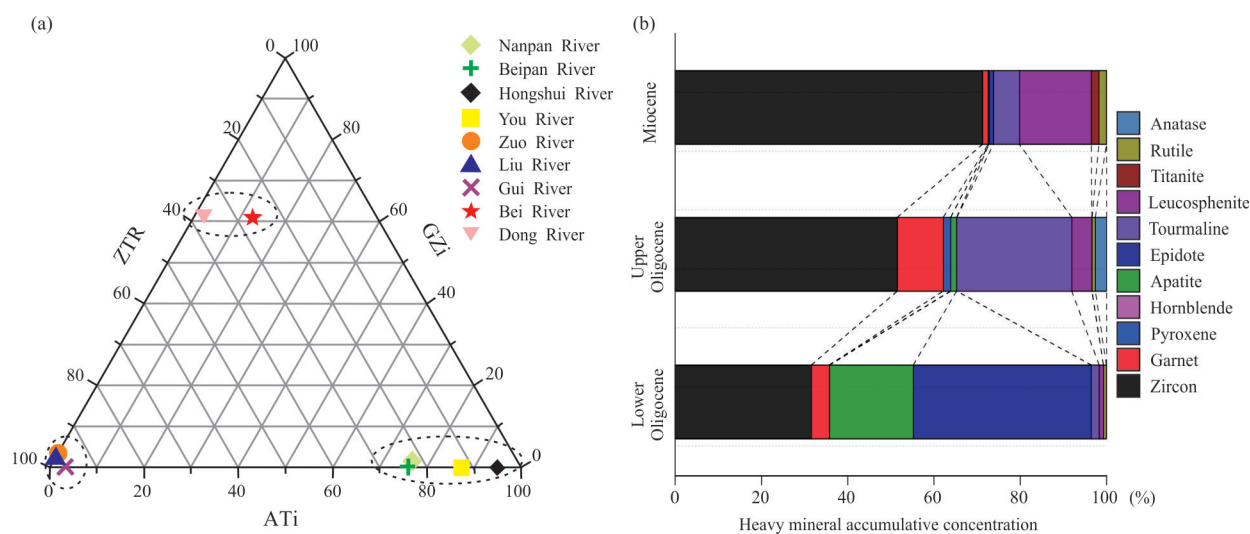 (a)
0
100
20
80
40
60
60
40
80
20
100
0
0
20
40
60
80
100
ZTR
GZi
ATi
Nanpan River
Beipan River
Hongshui River
You River
Zuo River
Liu River
Gui River
Bei River
Dong River
(b)
Miocene
Upper
Oligocene
Lower
Oligocene
0
20
40
60
80
100
(%)
Heavy mineral accumulative concentration
Anatase
Rutile
Titanite
Leucosphenite
Tourmaline
Epidote
Apatite
Hornblende
Pyroxene
Garnet
Zircon